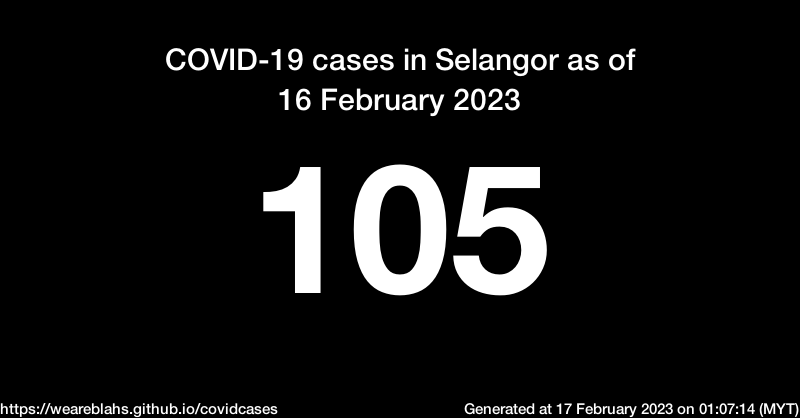 COVID-19 cases in Selangor as of
16 February 2023
105
https://weareblahs.github.io/covidcases
Generated at 17 February 2023 on 01:07:14 (MYT)